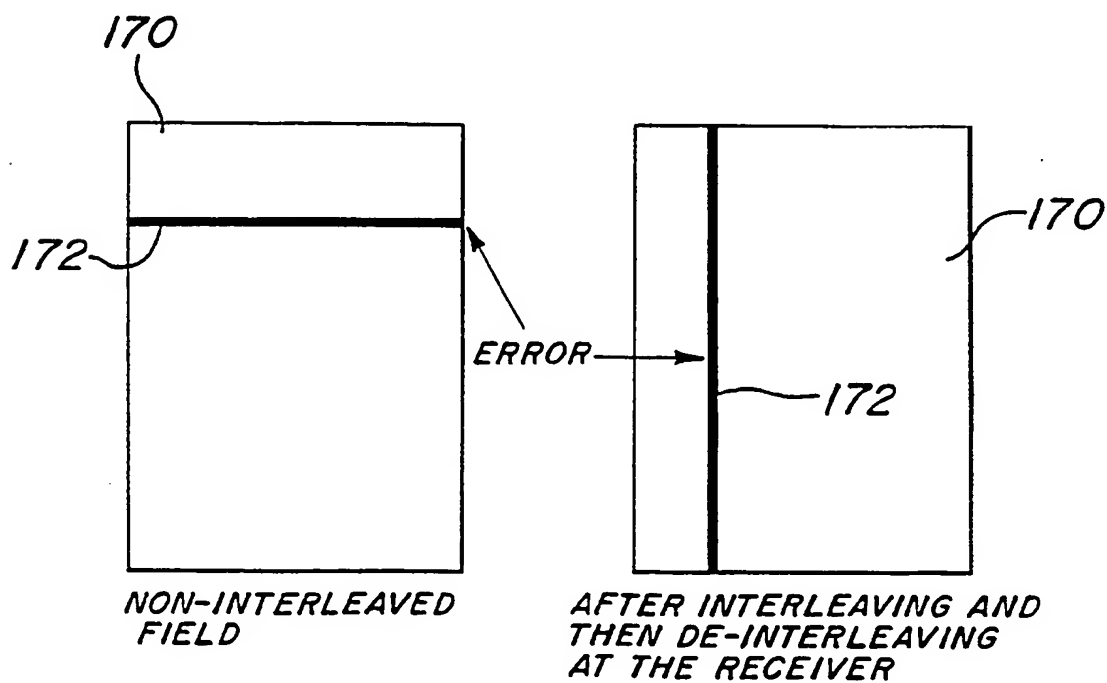 170
172
ERROR
170
172
NON-INTERLEAVED
FIELD
AFTER INTERLEAVING AND
THEN DE-INTERLEAVING
AT THE RECEIVER